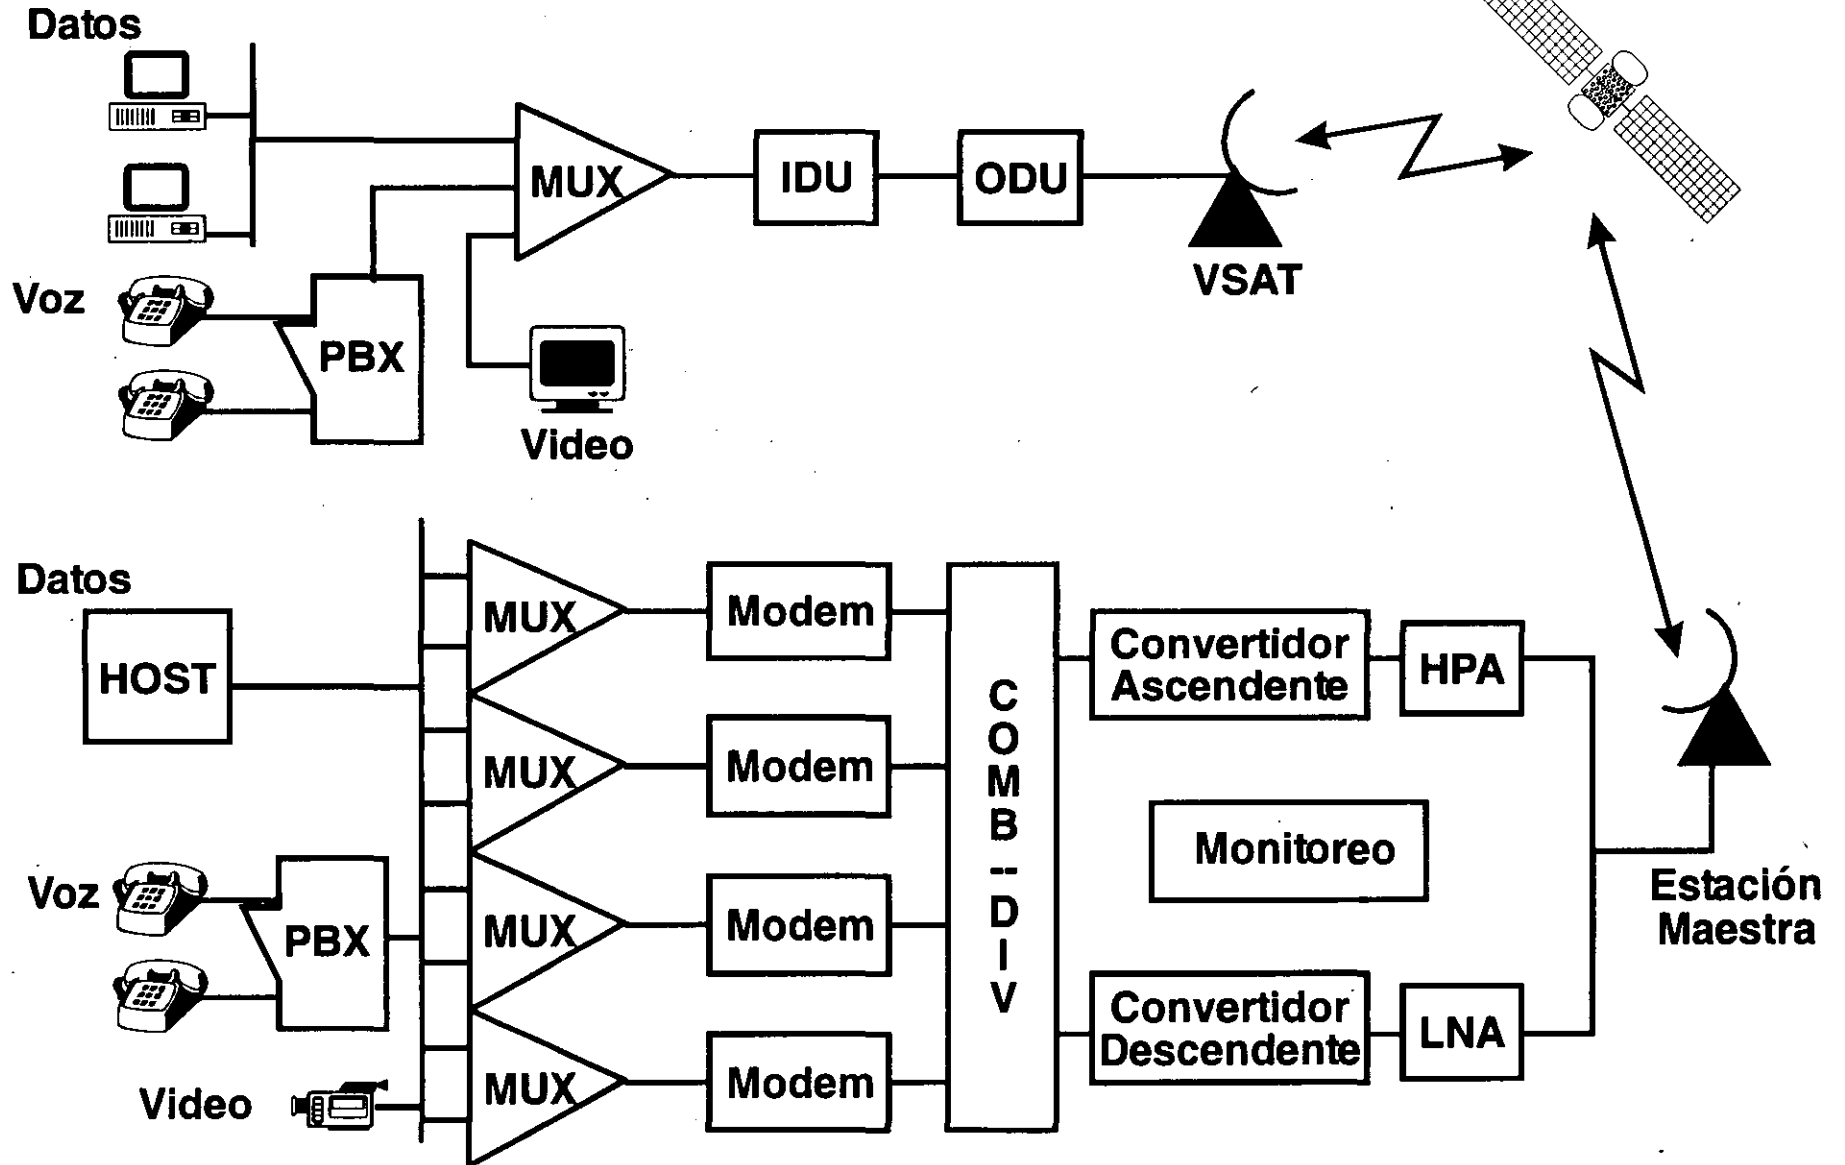 Datos
MUX
IDU
ODU
VSAT
Voz
PBX
Video
Datos
HOST
MUX
Modem
MUX
Modem
MUX
Modem
MUX
Modem
COMB--DIV
Convertidor
Ascendente
HPA
Monitoreo
Estación
Maestra
Voz
PBX
Convertidor
Descendente
LNA
Video